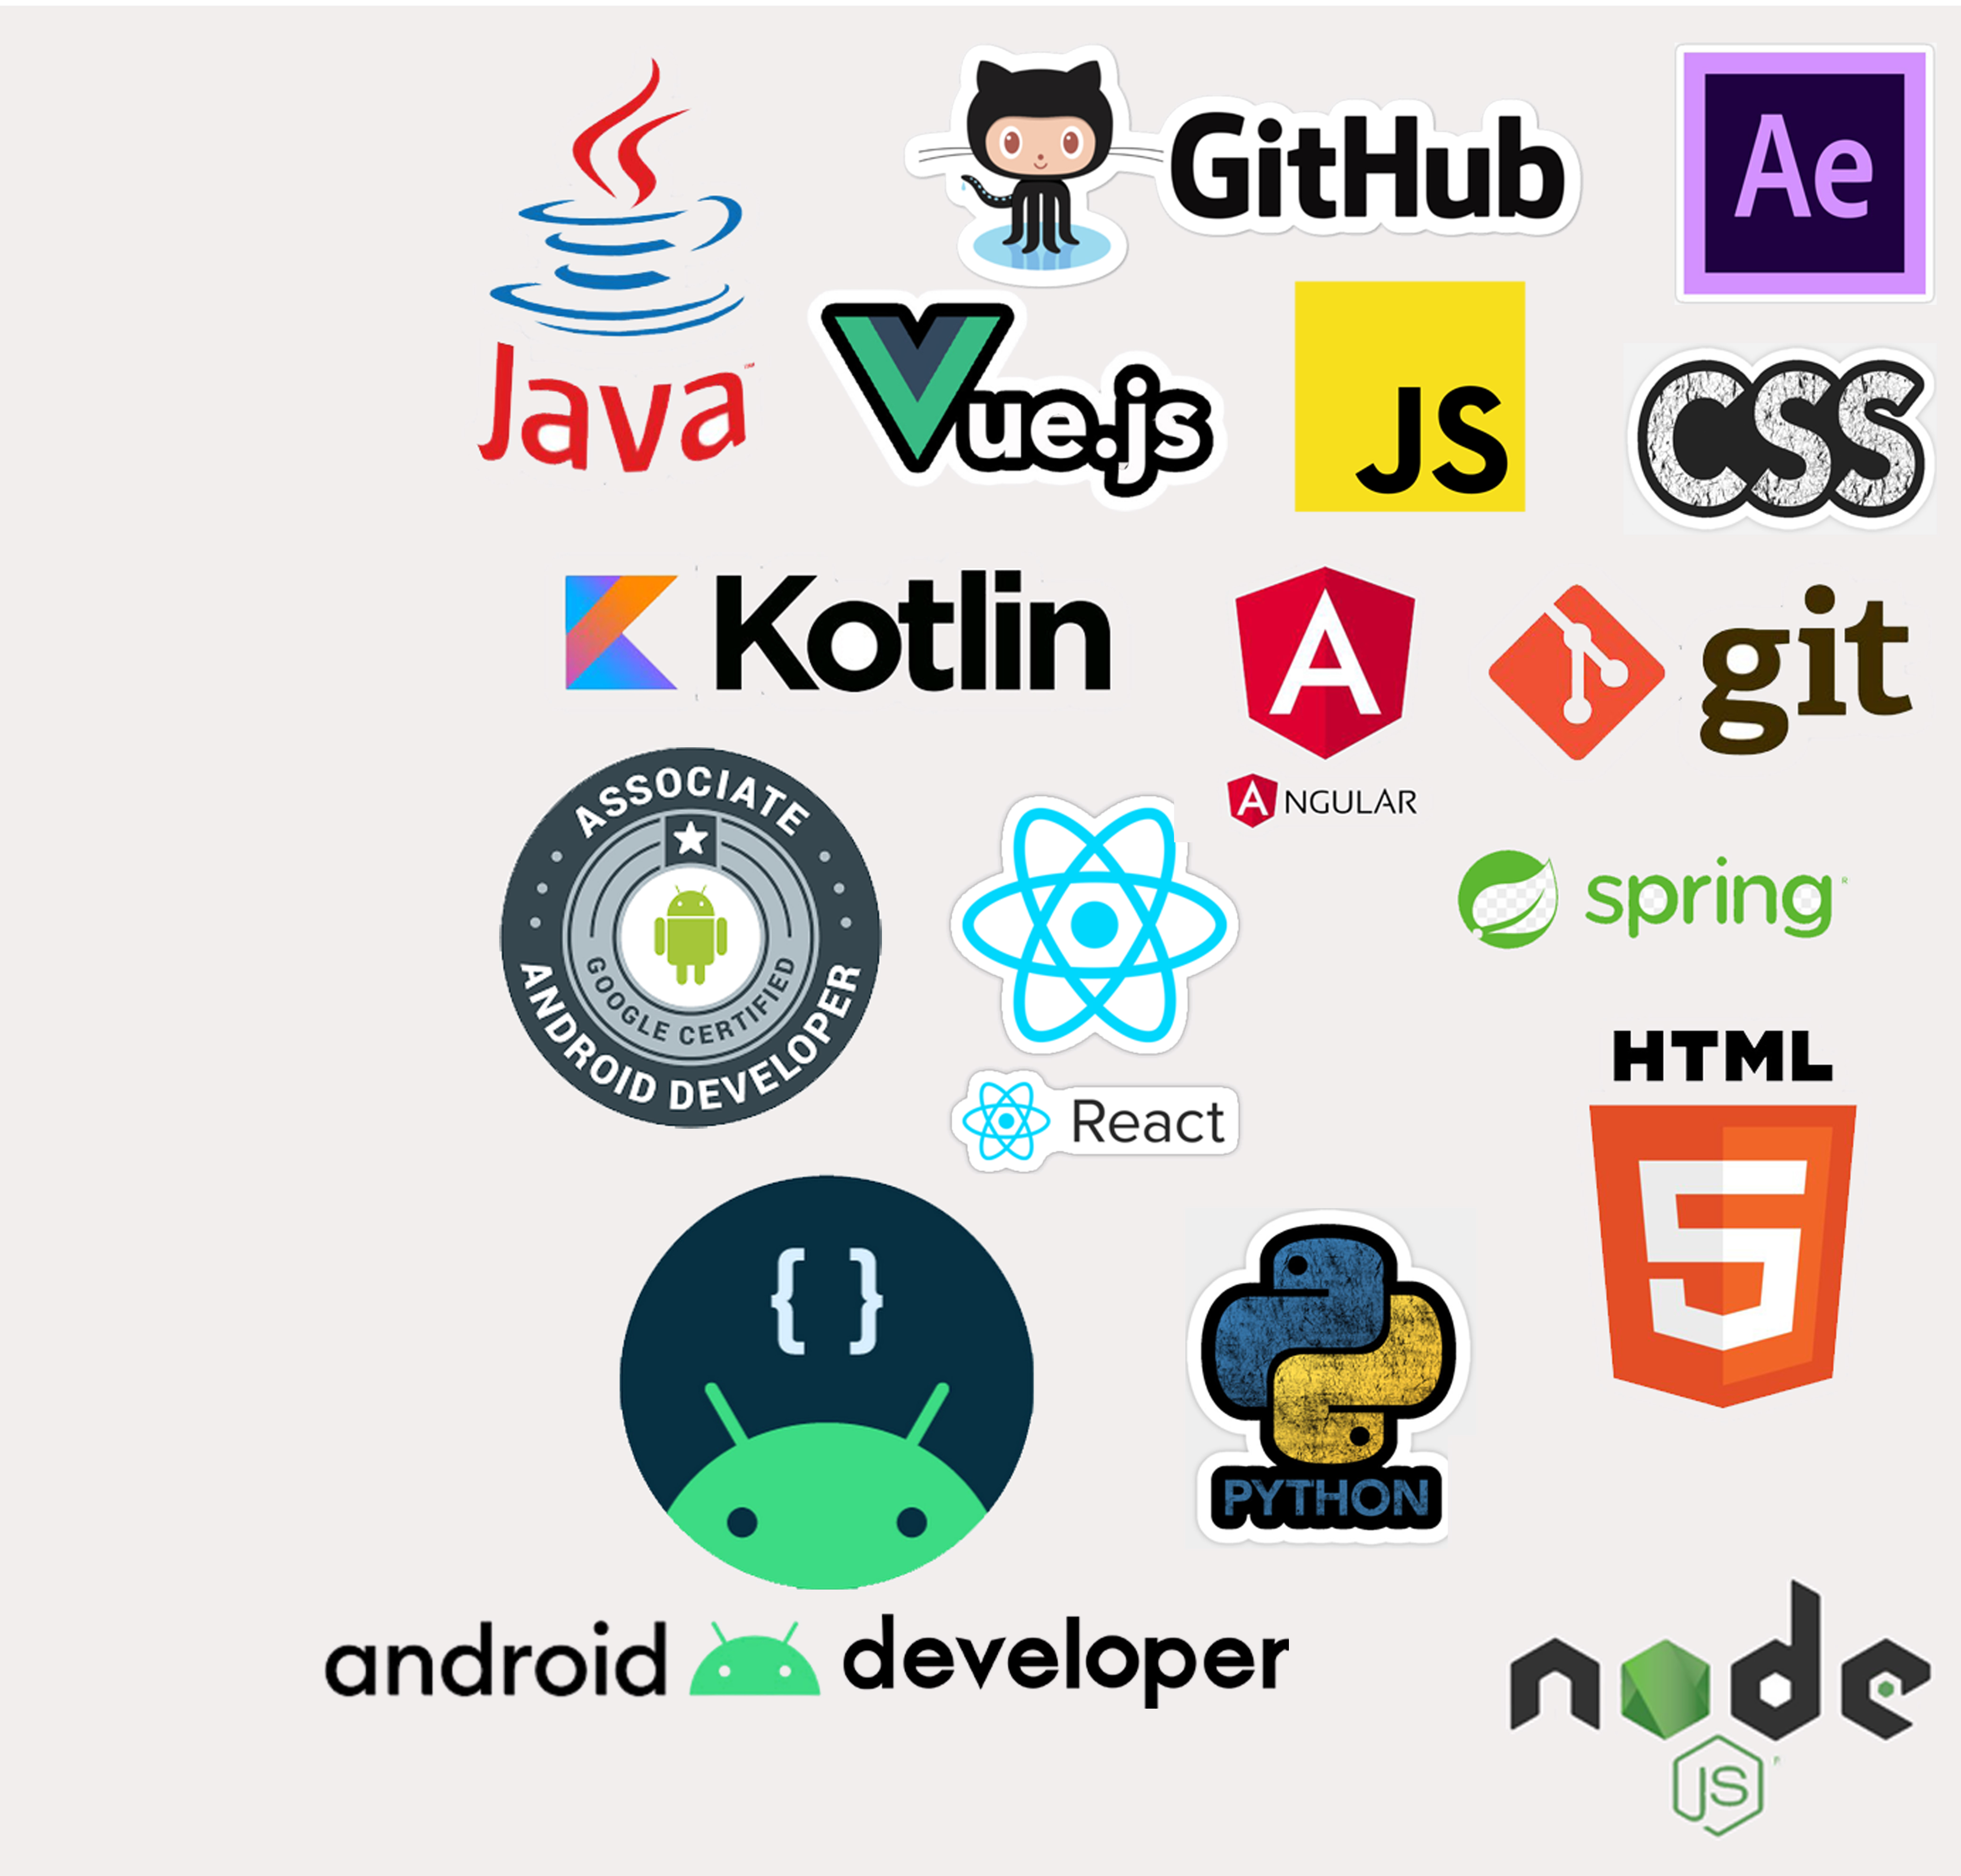 Java™
GitHub
Ae
Vue.js
JS
CSS
Kotlin
A
ANGULAR
git
ASSOCIATE
GOOGLE CERTIFIED
ANDROID DEVELOPER
spring®
React
HTML
5
{ }
PYTHON
android developer
node
JS®